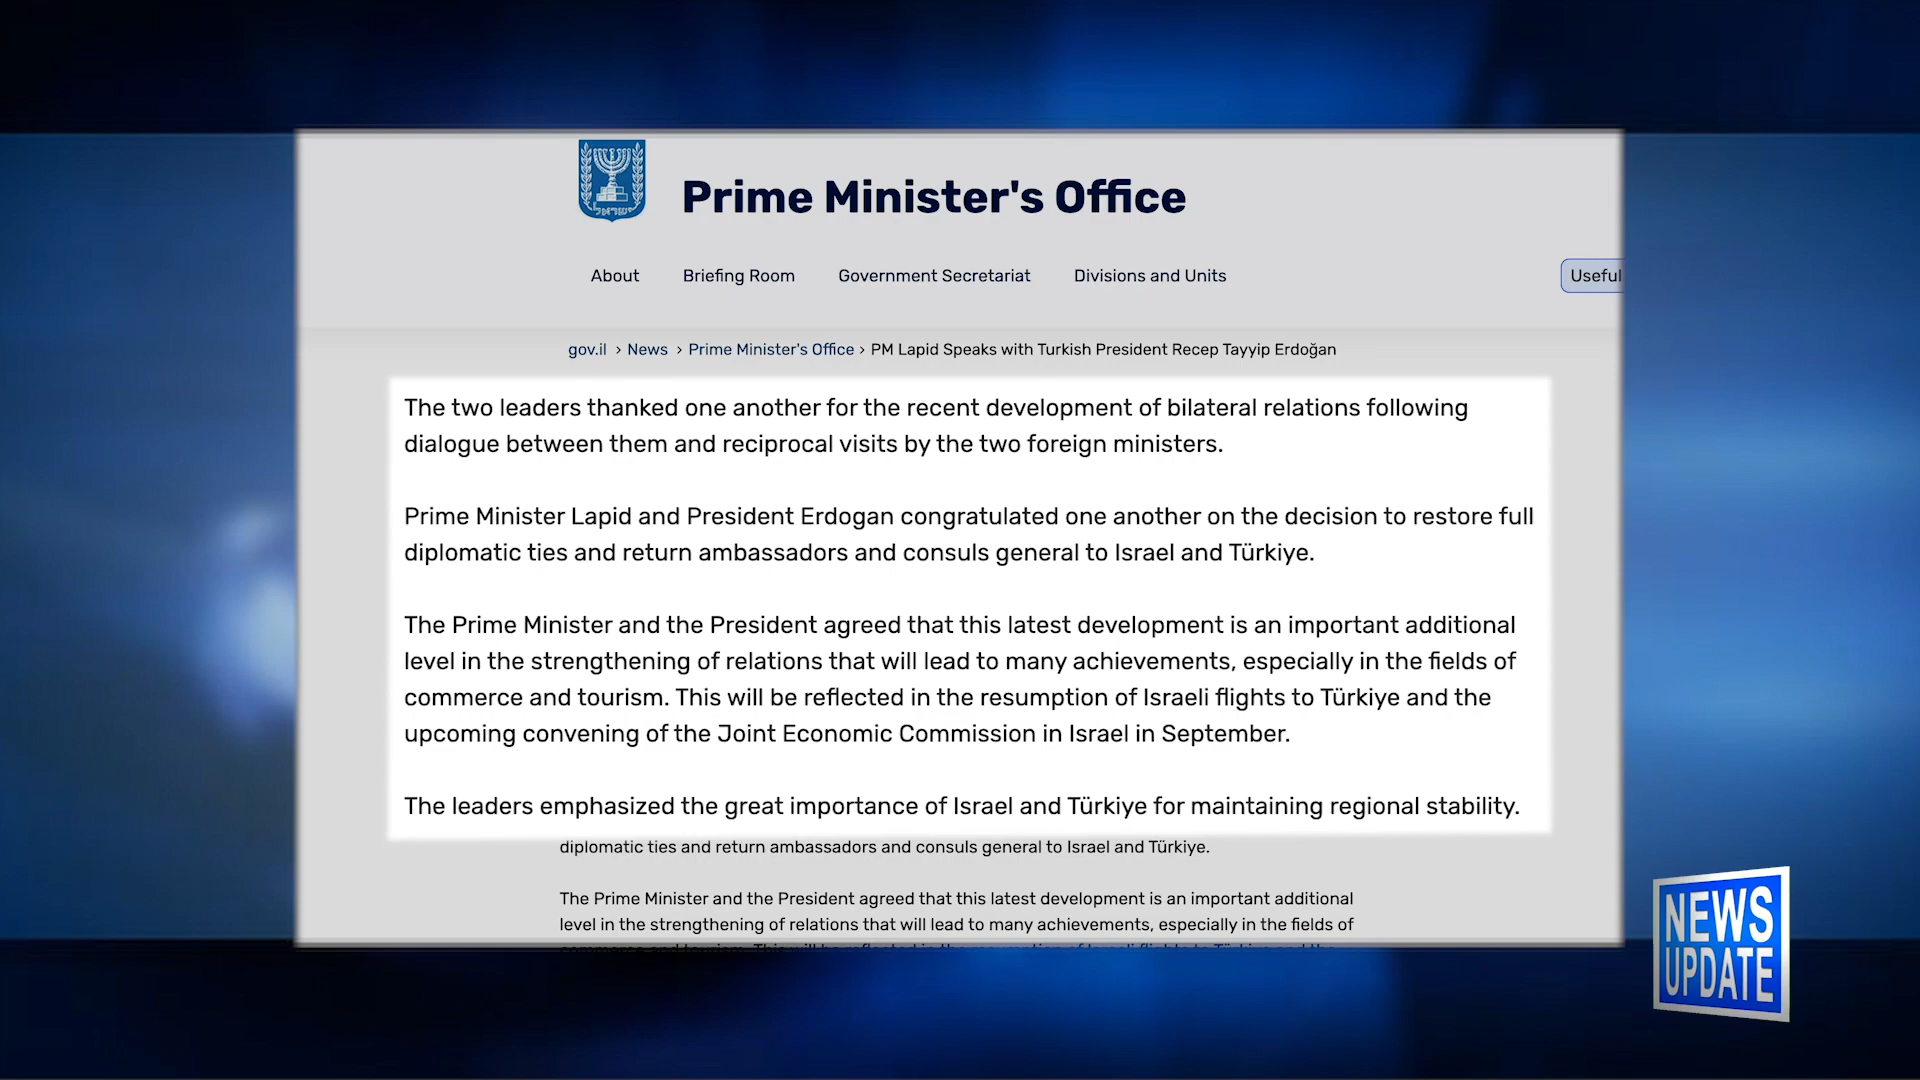 Prime Minister's Office
About Briefing Room Government Secretariat Divisions and Units Useful
gov.il > News > Prime Minister's Office > PM Lapid Speaks with Turkish President Recep Tayyip Erdoğan
The two leaders thanked one another for the recent development of bilateral relations following
dialogue between them and reciprocal visits by the two foreign ministers.
Prime Minister Lapid and President Erdogan congratulated one another on the decision to restore full
diplomatic ties and return ambassadors and consuls general to Israel and Türkiye.
The Prime Minister and the President agreed that this latest development is an important additional
level in the strengthening of relations that will lead to many achievements, especially in the fields of
commerce and tourism. This will be reflected in the resumption of Israeli flights to Türkiye and the
upcoming convening of the Joint Economic Commission in Israel in September.
The leaders emphasized the great importance of Israel and Türkiye for maintaining regional stability.
diplomatic ties and return ambassadors and consuls general to Israel and Türkiye.
The Prime Minister and the President agreed that this latest development is an important additional
level in the strengthening of relations that will lead to many achievements, especially in the fields of
NEWS
UPDATE